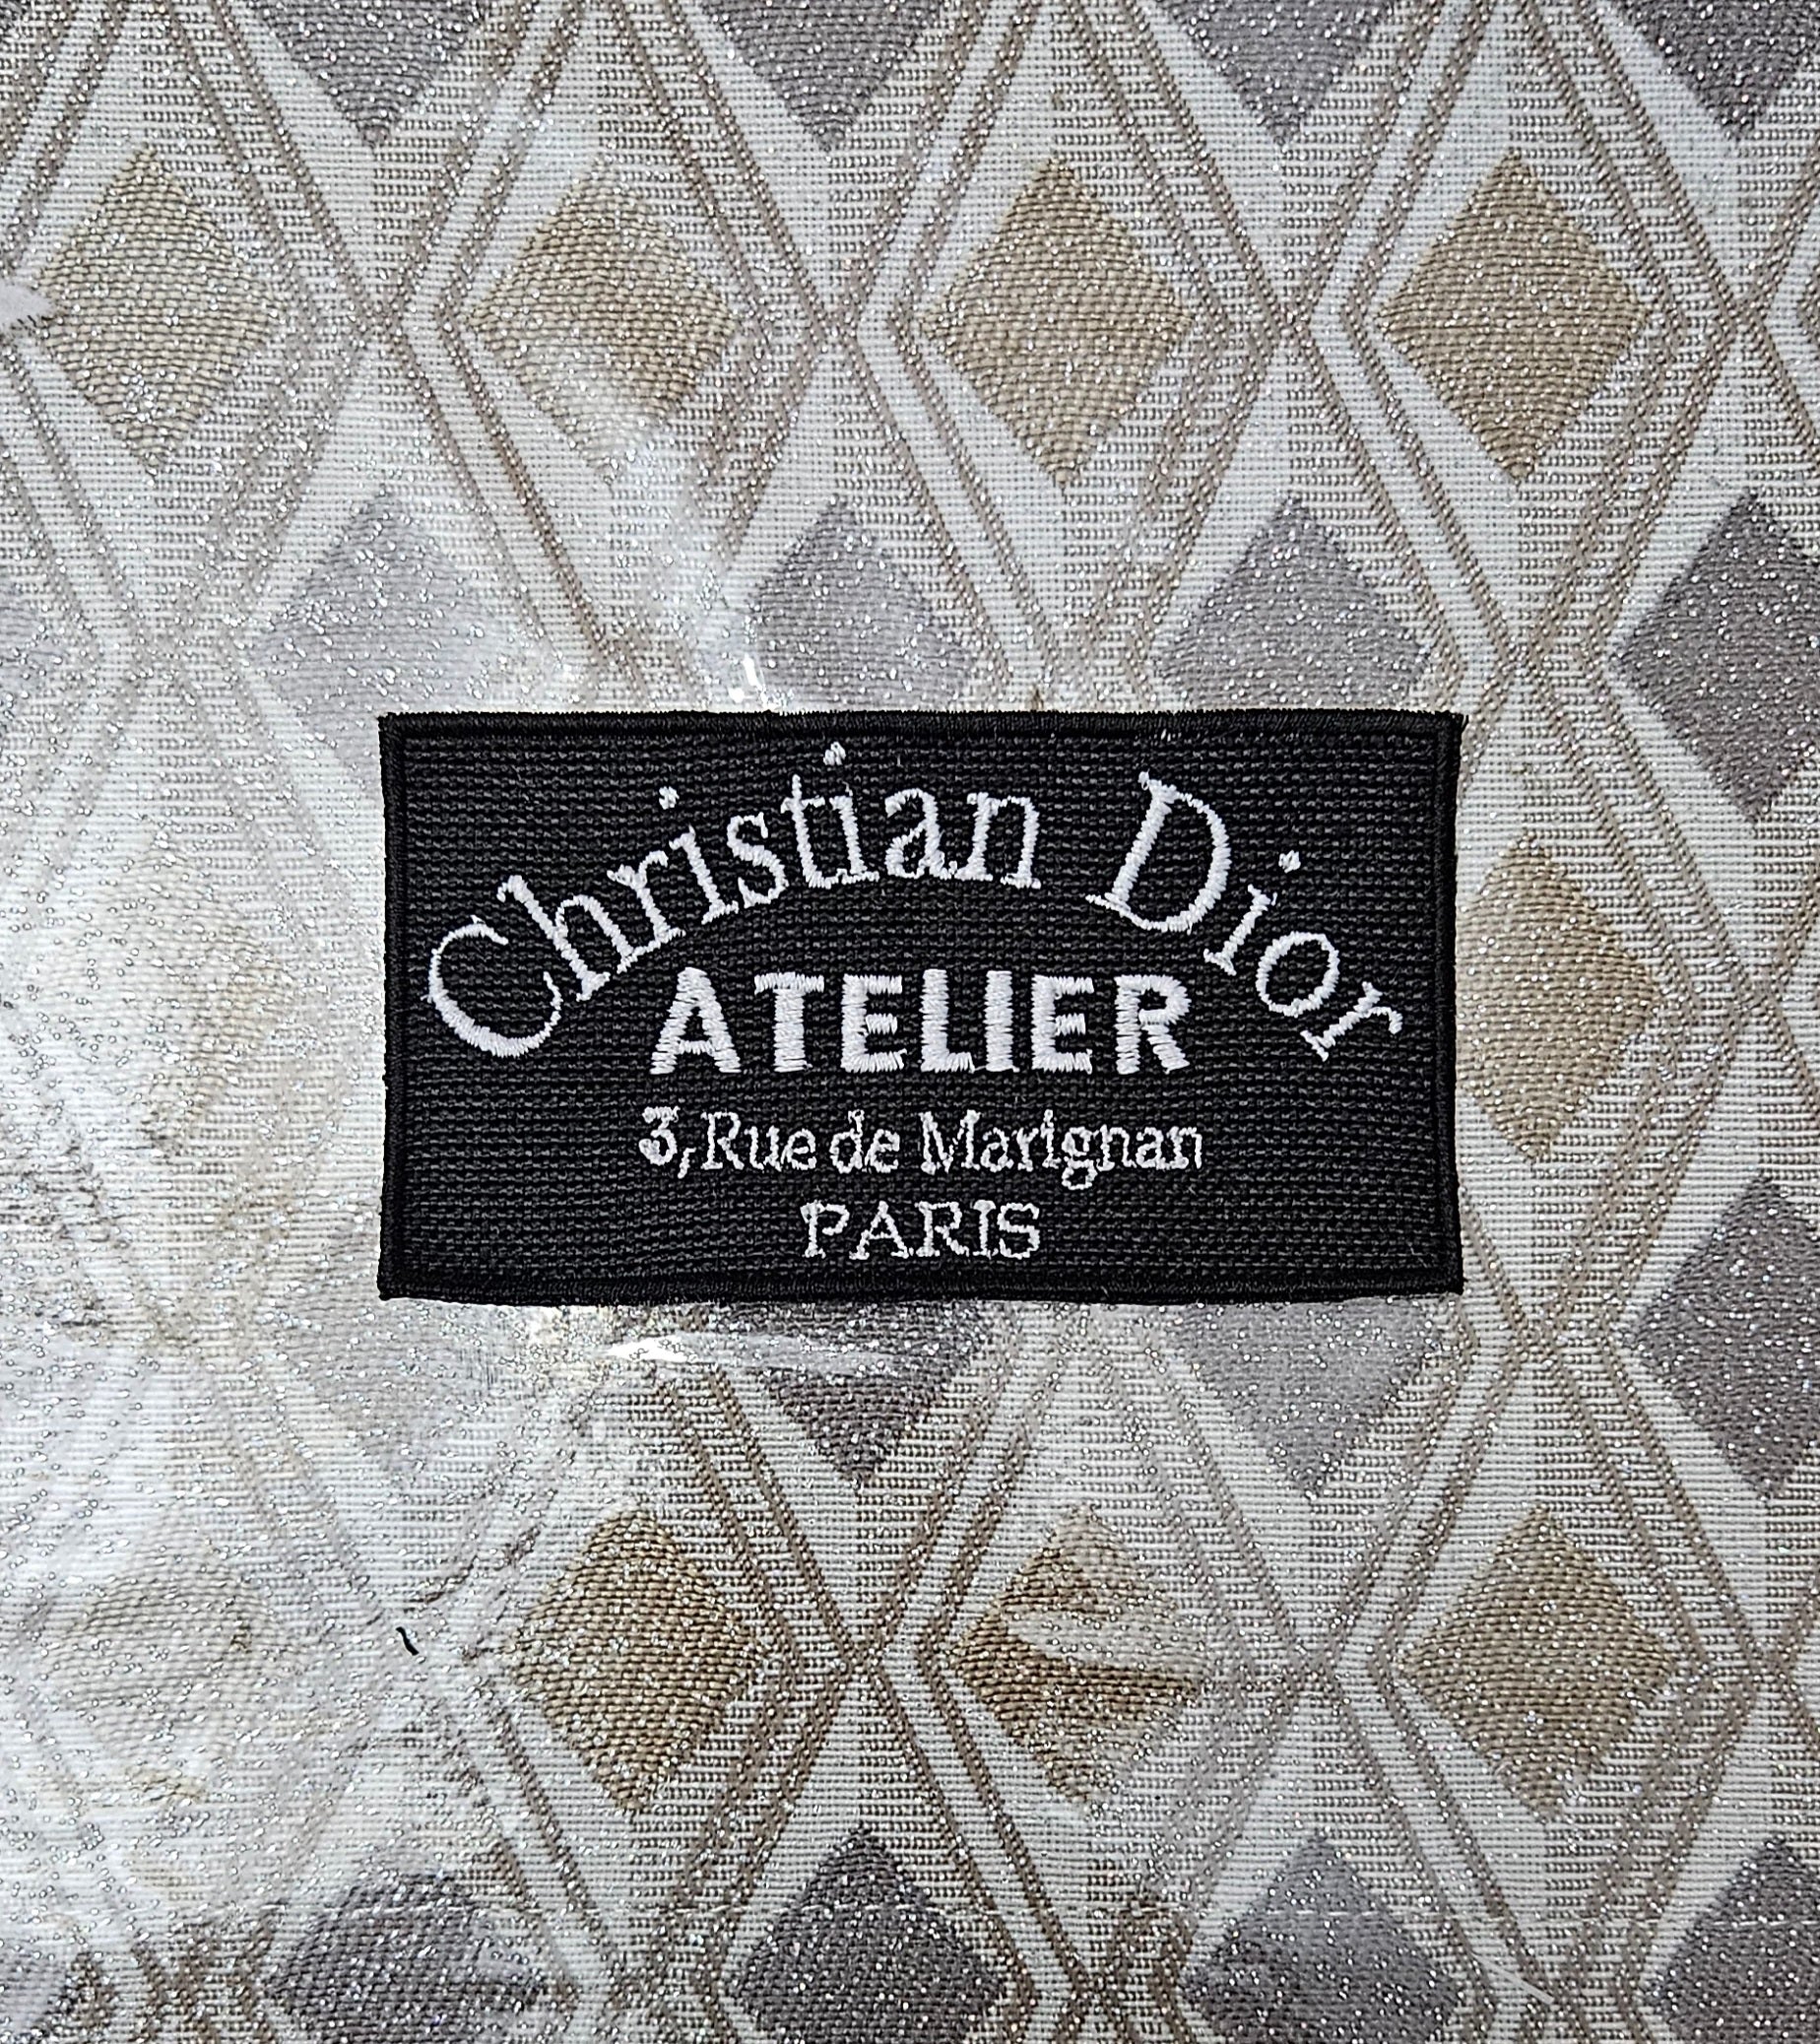 Christian Dior
ATELIER
3, Rue de Marignan
PARIS